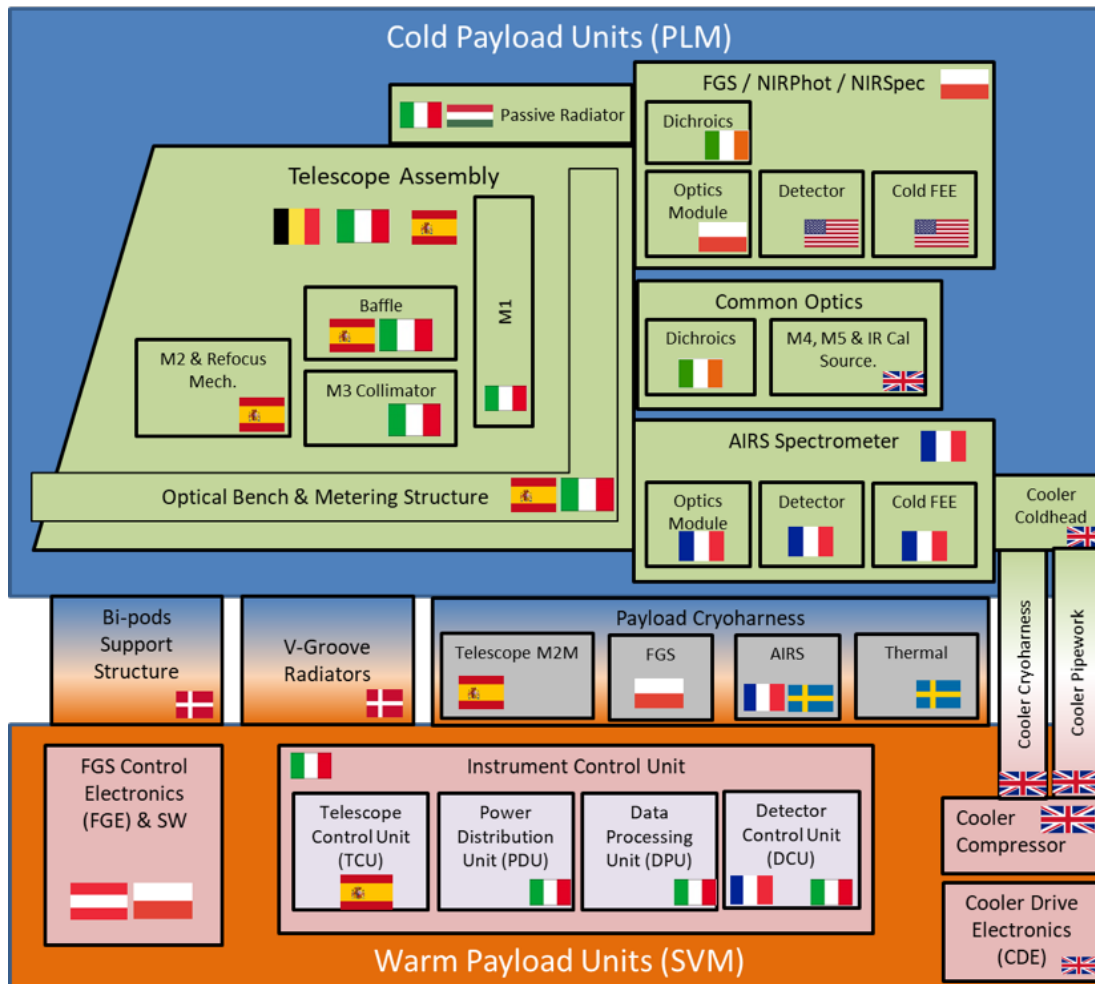 Cold Payload Units (PLM)
Passive Radiator
FGS / NIRPhot / NIRSpec
Dichroics
Optics
Module
Detector
Cold FEE
Telescope Assembly
M1
Baffle
M2 & Refocus
Mech.
M3 Collimator
Optical Bench & Metering Structure
Common Optics
Dichroics
M4, M5 & IR Cal
Source.
AIRS Spectrometer
Optics
Module
Detector
Cold FEE
Cooler
Coldhead
Bi-pods
Support
Structure
V-Groove
Radiators
Payload Cryoharness
Telescope M2M
FGS
AIRS
Thermal
Cooler Cryoharness
Cooler Pipework
FGS Control
Electronics
(FGE) & SW
Instrument Control Unit
Telescope
Control Unit
(TCU)
Power
Distribution
Unit (PDU)
Data
Processing
Unit (DPU)
Detector
Control Unit
(DCU)
Cooler
Compressor
Cooler Drive
Electronics
(CDE)
Warm Payload Units (SVM)